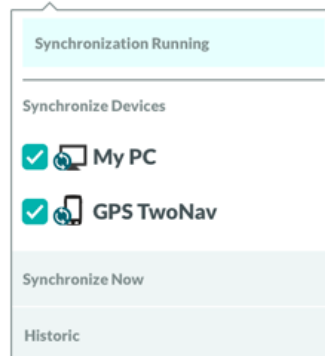 Synchronization Running
Synchronize Devices
My PC
GPS TwoNav
Synchronize Now
Historic